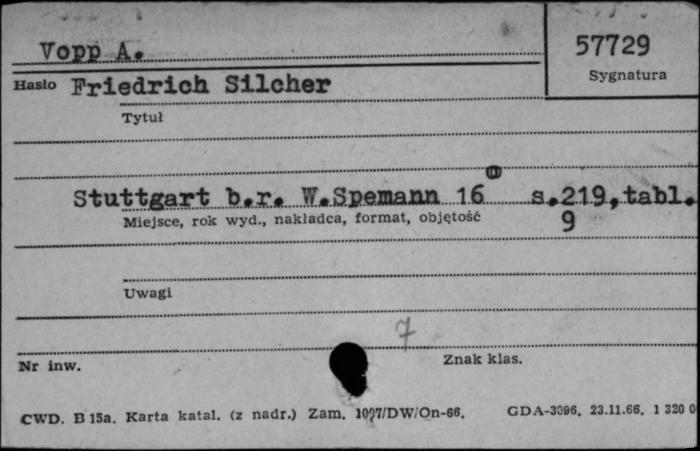 Vopp A.
57729
Sygnatura
Hasło Friedrich Silcher
Tytuł
Stuttgart b.r. W.Spemann 16° s.219,tabl.
Miejsce, rok wyd., nakładca, format, objętość 9
Uwagi
7
Nr inw. Znak klas.
CWD. B 15a. Karta katal. (z nadr.) Zam. 1097/DW/On-66. GDA-3096. 23.11.66. 1 320 0